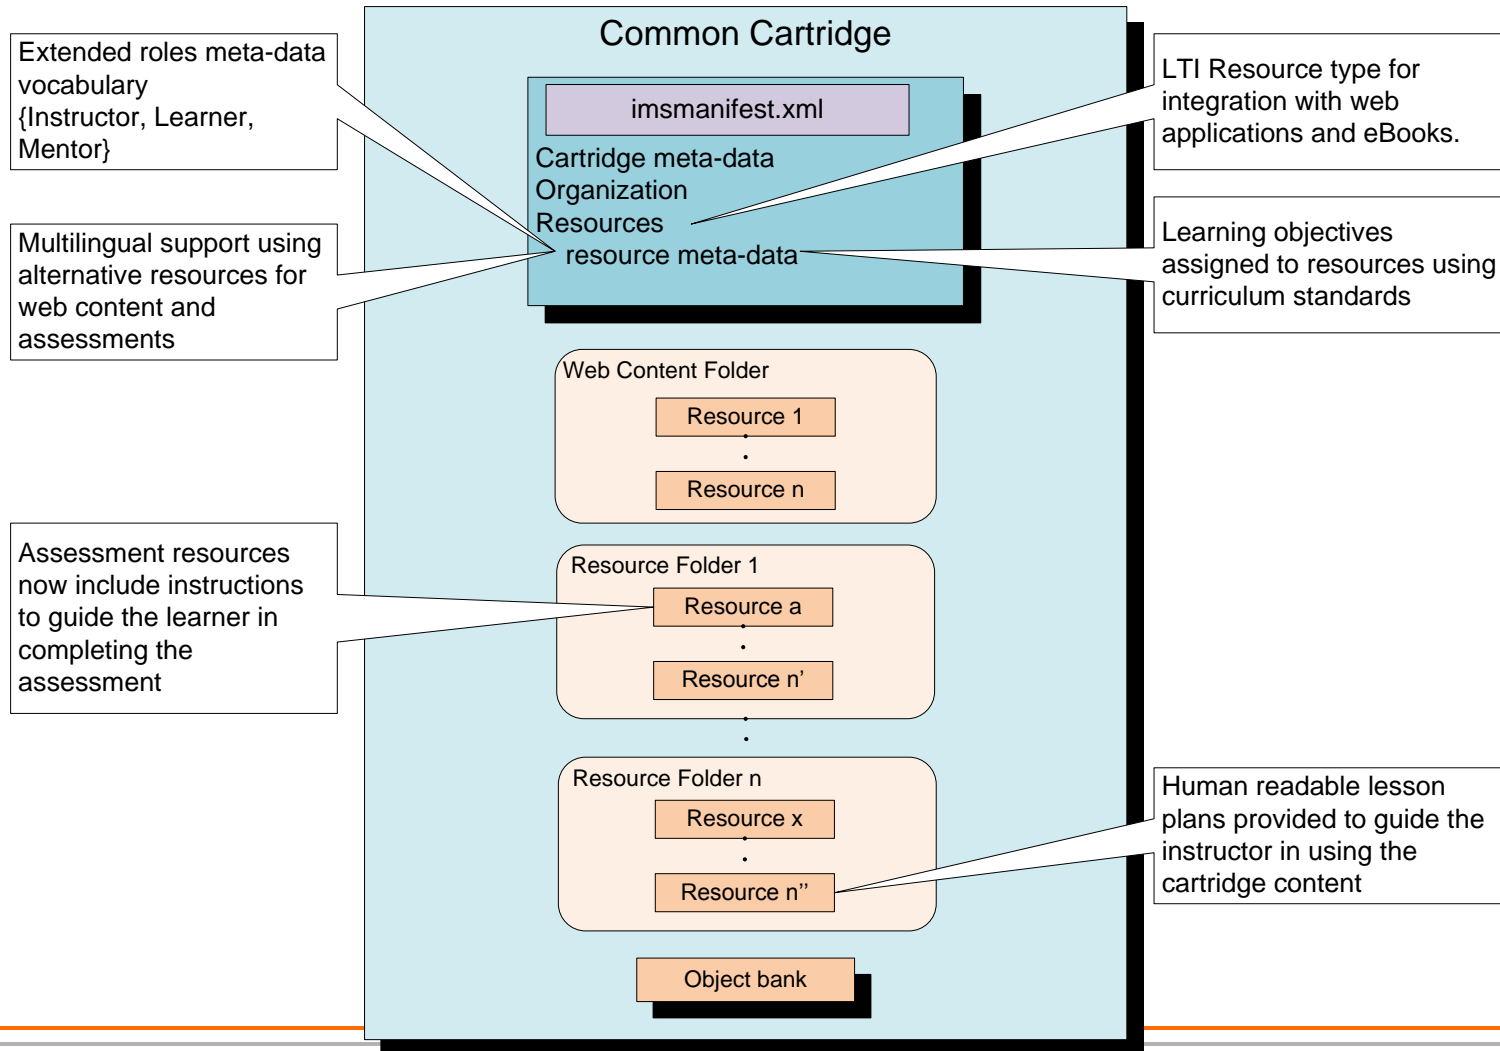 Common Cartridge
Extended roles meta-data
vocabulary
{Instructor, Learner,
Mentor}
LTI Resource type for
integration with web
applications and eBooks.
imsmanifest.xml
Cartridge meta-data
Organization
Resources
resource meta-data
Multilingual support using
alternative resources for
web content and
assessments
Learning objectives
assigned to resources using
curriculum standards
Web Content Folder
Resource 1
Resource n
Assessment resources
now include instructions
to guide the learner in
completing the
assessment
Resource Folder 1
Resource a
Resource n’
Resource Folder n
Resource x
Resource n’’
Human readable lesson
plans provided to guide the
instructor in using the
cartridge content
Object bank